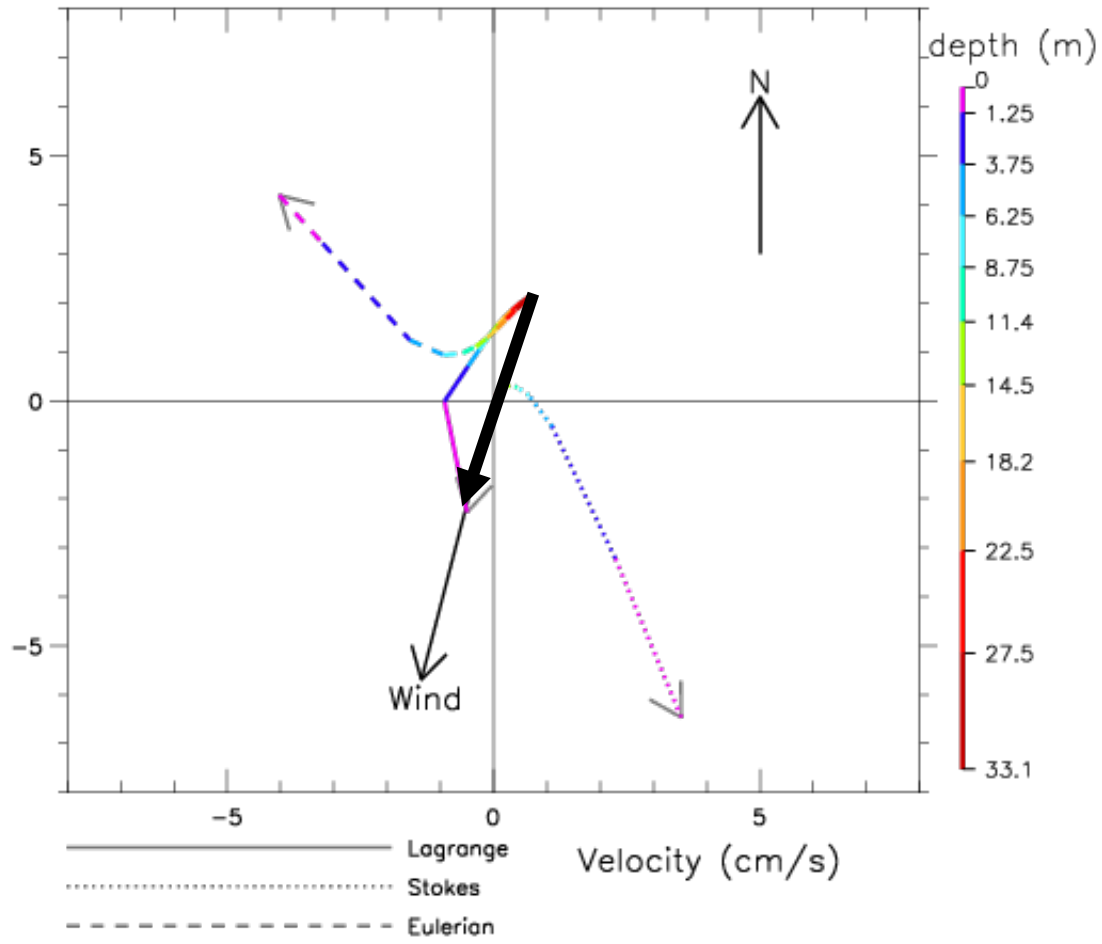 depth (m)
N
0
1.25
3.75
6.25
8.75
11.4
14.5
18.2
22.5
27.5
33.1
5
0
-5
Wind
-5
0
5
Velocity (cm/s)
Lagrange
Stokes
Eulerian